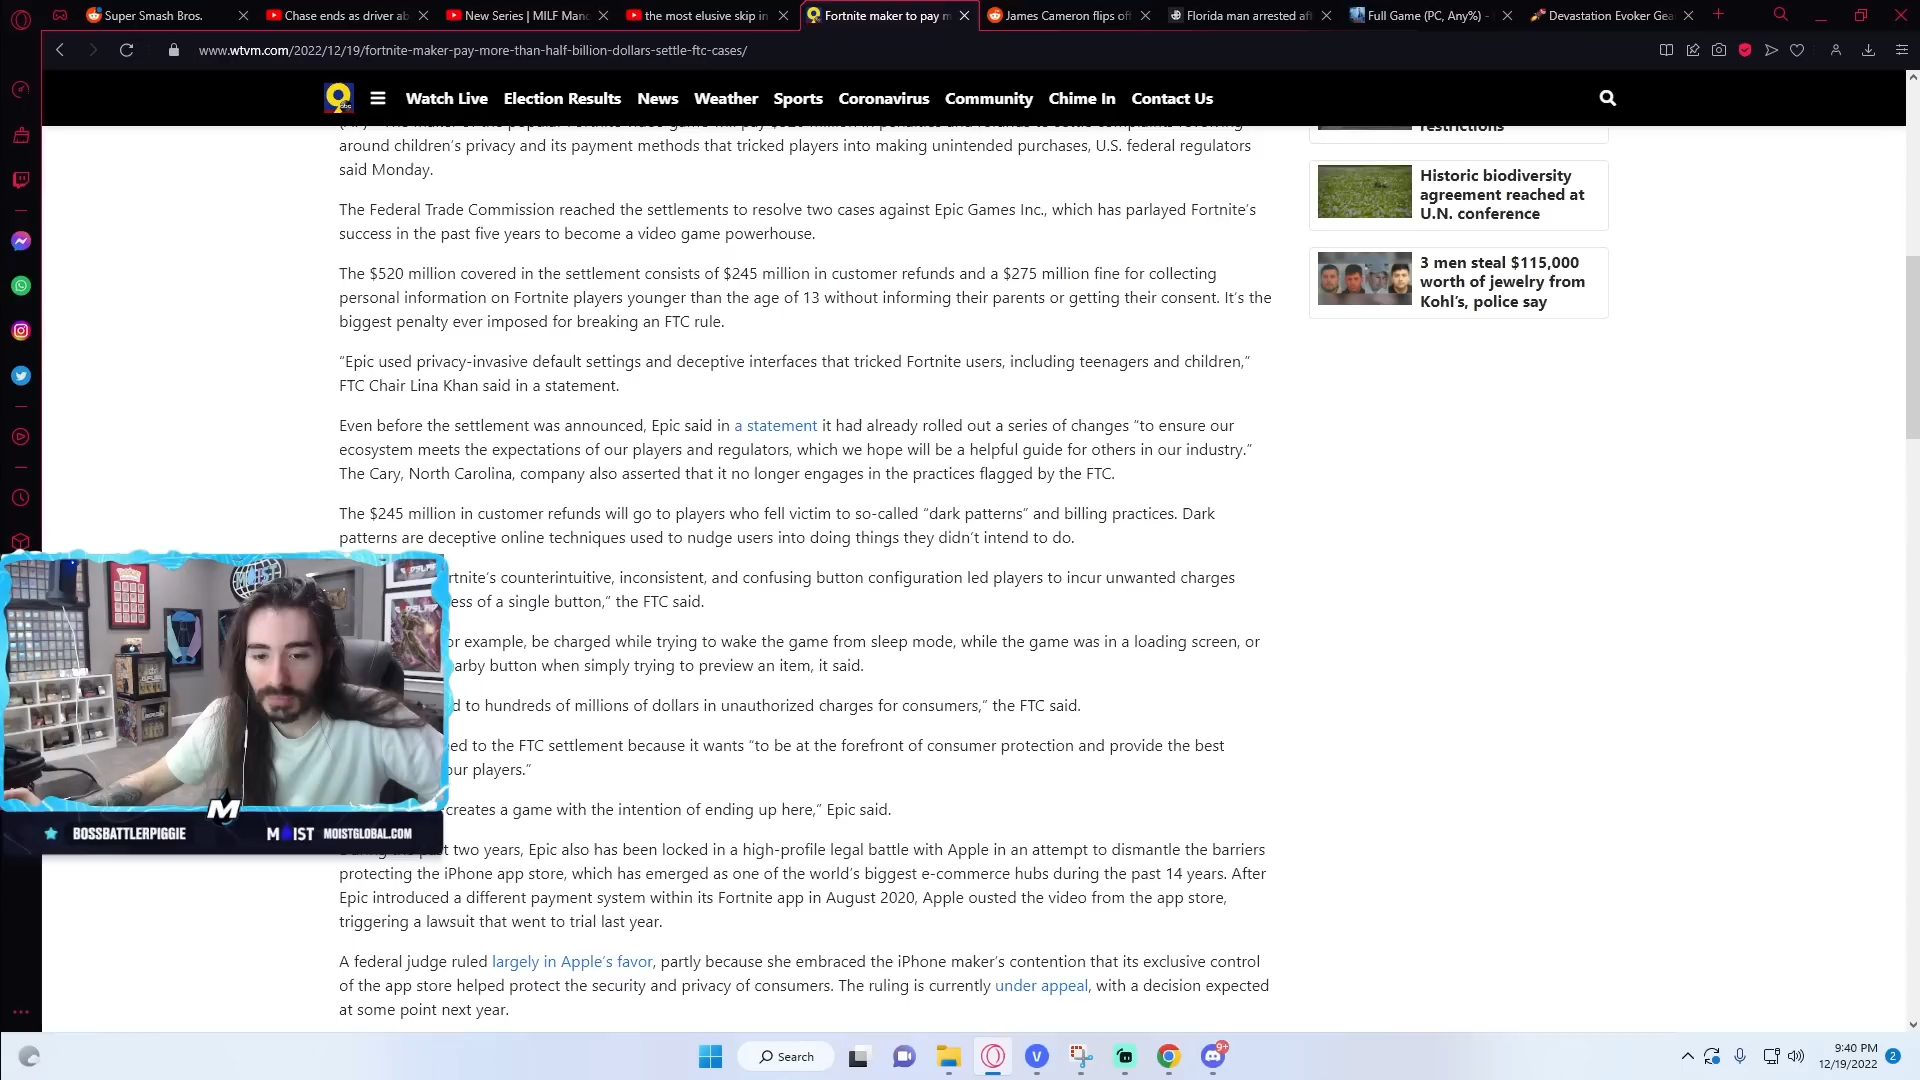 Super Smash Bros.
Chase ends as driver ab
New Series | MILF Man
the most elusive skip in
Fortnite maker to pay m
James Cameron flips off
Florida man arrested aft
Full Game (PC, Any%) -
Devastation Evoker Gea
www.wtvm.com/2022/12/19/fortnite-maker-pay-more-than-half-billion-dollars-settle-ftc-cases/
Watch Live
Election Results
News
Weather
Sports
Coronavirus
Community
Chime In
Contact Us
around children’s privacy and its payment methods that tricked players into making unintended purchases, U.S. federal regulators
said Monday.
The Federal Trade Commission reached the settlements to resolve two cases against Epic Games Inc., which has parlayed Fortnite’s
success in the past five years to become a video game powerhouse.
The $520 million covered in the settlement consists of $245 million in customer refunds and a $275 million fine for collecting
personal information on Fortnite players younger than the age of 13 without informing their parents or getting their consent. It’s the
biggest penalty ever imposed for breaking an FTC rule.
“Epic used privacy-invasive default settings and deceptive interfaces that tricked Fortnite users, including teenagers and children,”
FTC Chair Lina Khan said in a statement.
Even before the settlement was announced, Epic said in a statement it had already rolled out a series of changes “to ensure our
ecosystem meets the expectations of our players and regulators, which we hope will be a helpful guide for others in our industry.”
The Cary, North Carolina, company also asserted that it no longer engages in the practices flagged by the FTC.
The $245 million in customer refunds will go to players who fell victim to so-called “dark patterns” and billing practices. Dark
patterns are deceptive online techniques used to nudge users into doing things they didn’t intend to do.
rtnite’s counterintuitive, inconsistent, and confusing button configuration led players to incur unwanted charges
ess of a single button,” the FTC said.
or example, be charged while trying to wake the game from sleep mode, while the game was in a loading screen, or
arby button when simply trying to preview an item, it said.
d to hundreds of millions of dollars in unauthorized charges for consumers,” the FTC said.
eed to the FTC settlement because it wants “to be at the forefront of consumer protection and provide the best
our players.”
creates a game with the intention of ending up here,” Epic said.
t two years, Epic also has been locked in a high-profile legal battle with Apple in an attempt to dismantle the barriers
protecting the iPhone app store, which has emerged as one of the world’s biggest e-commerce hubs during the past 14 years. After
Epic introduced a different payment system within its Fortnite app in August 2020, Apple ousted the video from the app store,
triggering a lawsuit that went to trial last year.
A federal judge ruled largely in Apple’s favor, partly because she embraced the iPhone maker’s contention that its exclusive control
of the app store helped protect the security and privacy of consumers. The ruling is currently under appeal, with a decision expected
at some point next year.
restrictions
Historic biodiversity
agreement reached at
U.N. conference
3 men steal $115,000
worth of jewelry from
Kohl’s, police say
M
BOSSBATTLERPIGGIE
MOIST
MOISTGLOBAL.COM
Search
9+
9:40 PM
12/19/2022
2